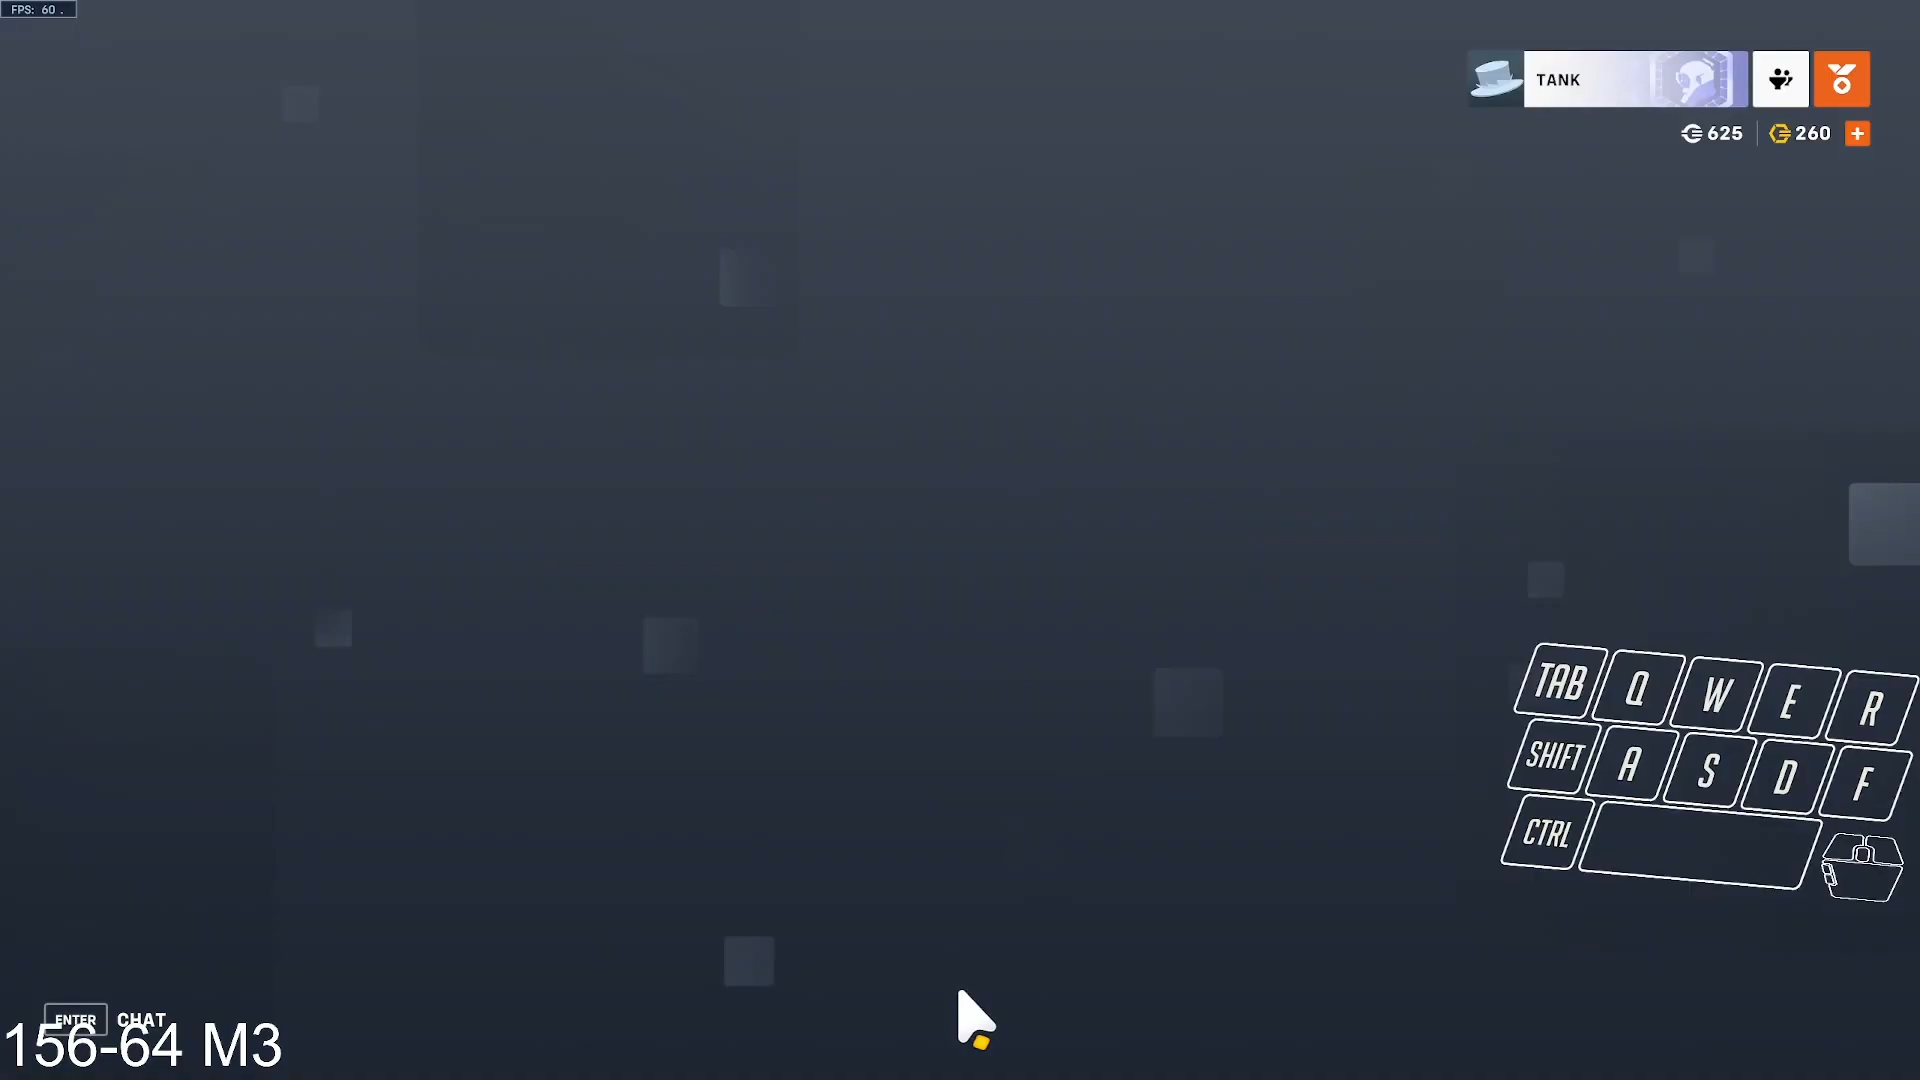 FPS: 60 .
TANK
625
260 +
TAB Q W E R
SHIFT A S D F
CTRL
ENTER CHAT
156-64 M3